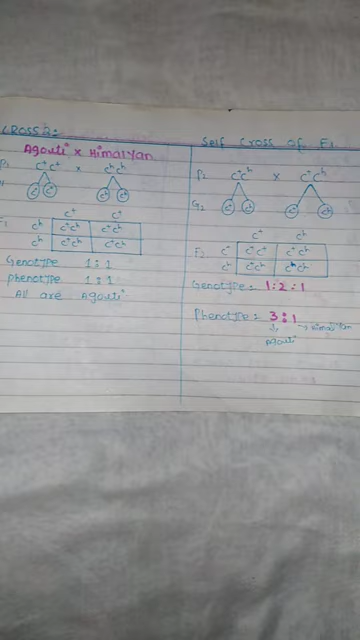 CROSS 2:
Agouti x Himalyan
P1 c⁺c⁺ x cʰcʰ
c⁺ c⁺ cʰ cʰ
c⁺ c⁺
F1 cʰ c⁺cʰ c⁺cʰ
cʰ c⁺cʰ c⁺cʰ
Genotype 1:1
phenotype 1:1
All are Agouti
Self Cross of F1
P1 c⁺cʰ x c⁺cʰ
G2 c⁺ cʰ c⁺ cʰ
c⁺ cʰ
F2 c⁺ c⁺c⁺ c⁺cʰ
cʰ c⁺cʰ cʰcʰ
Genotype = 1:2:1
Phenotype = 3:1
→ Himalyan
↓
Agouti